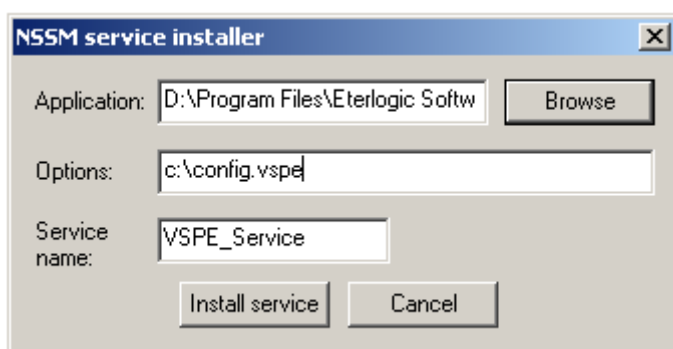 NSSM service installer
Application: D:\Program Files\Eterlogic Softw Browse
Options: c:\config.vspe
Service name: VSPE_Service
Install service Cancel